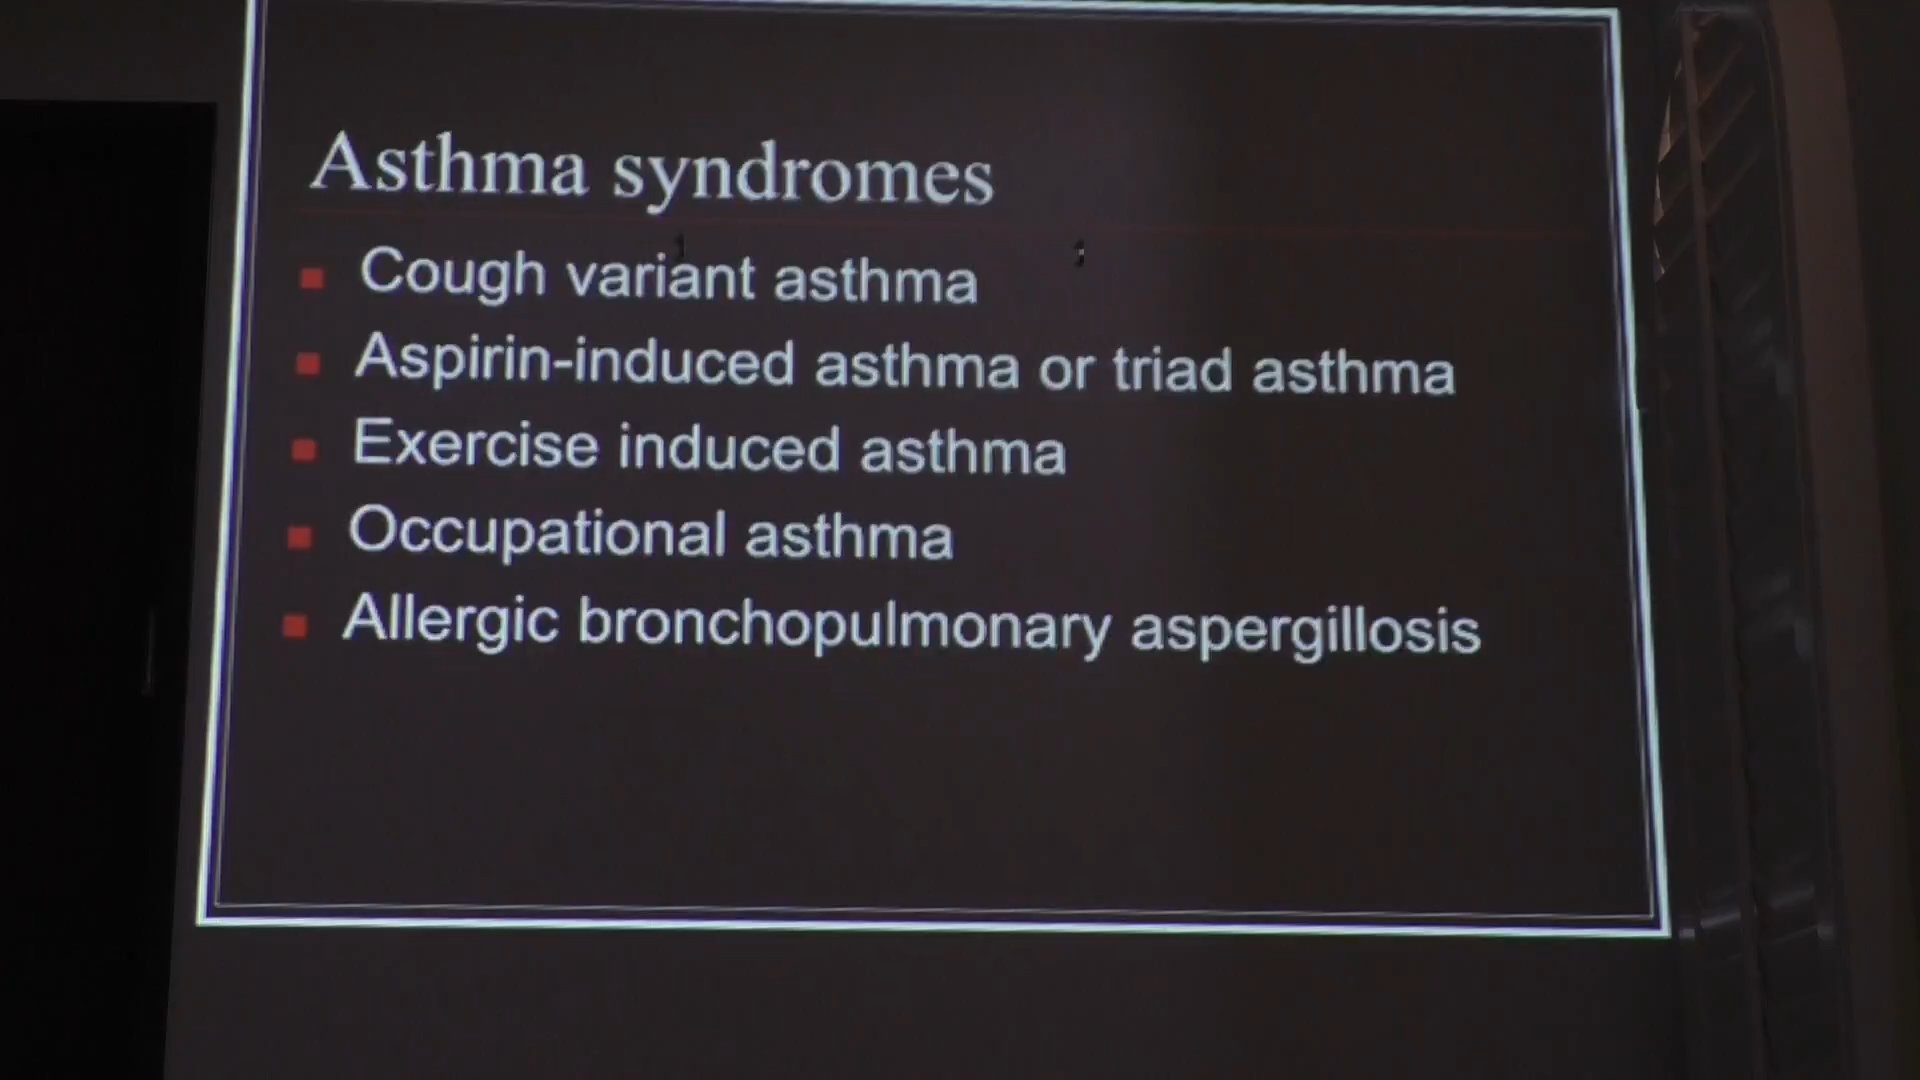 Asthma syndromes
Cough variant asthma
Aspirin-induced asthma or triad asthma
Exercise induced asthma
Occupational asthma
Allergic bronchopulmonary aspergillosis